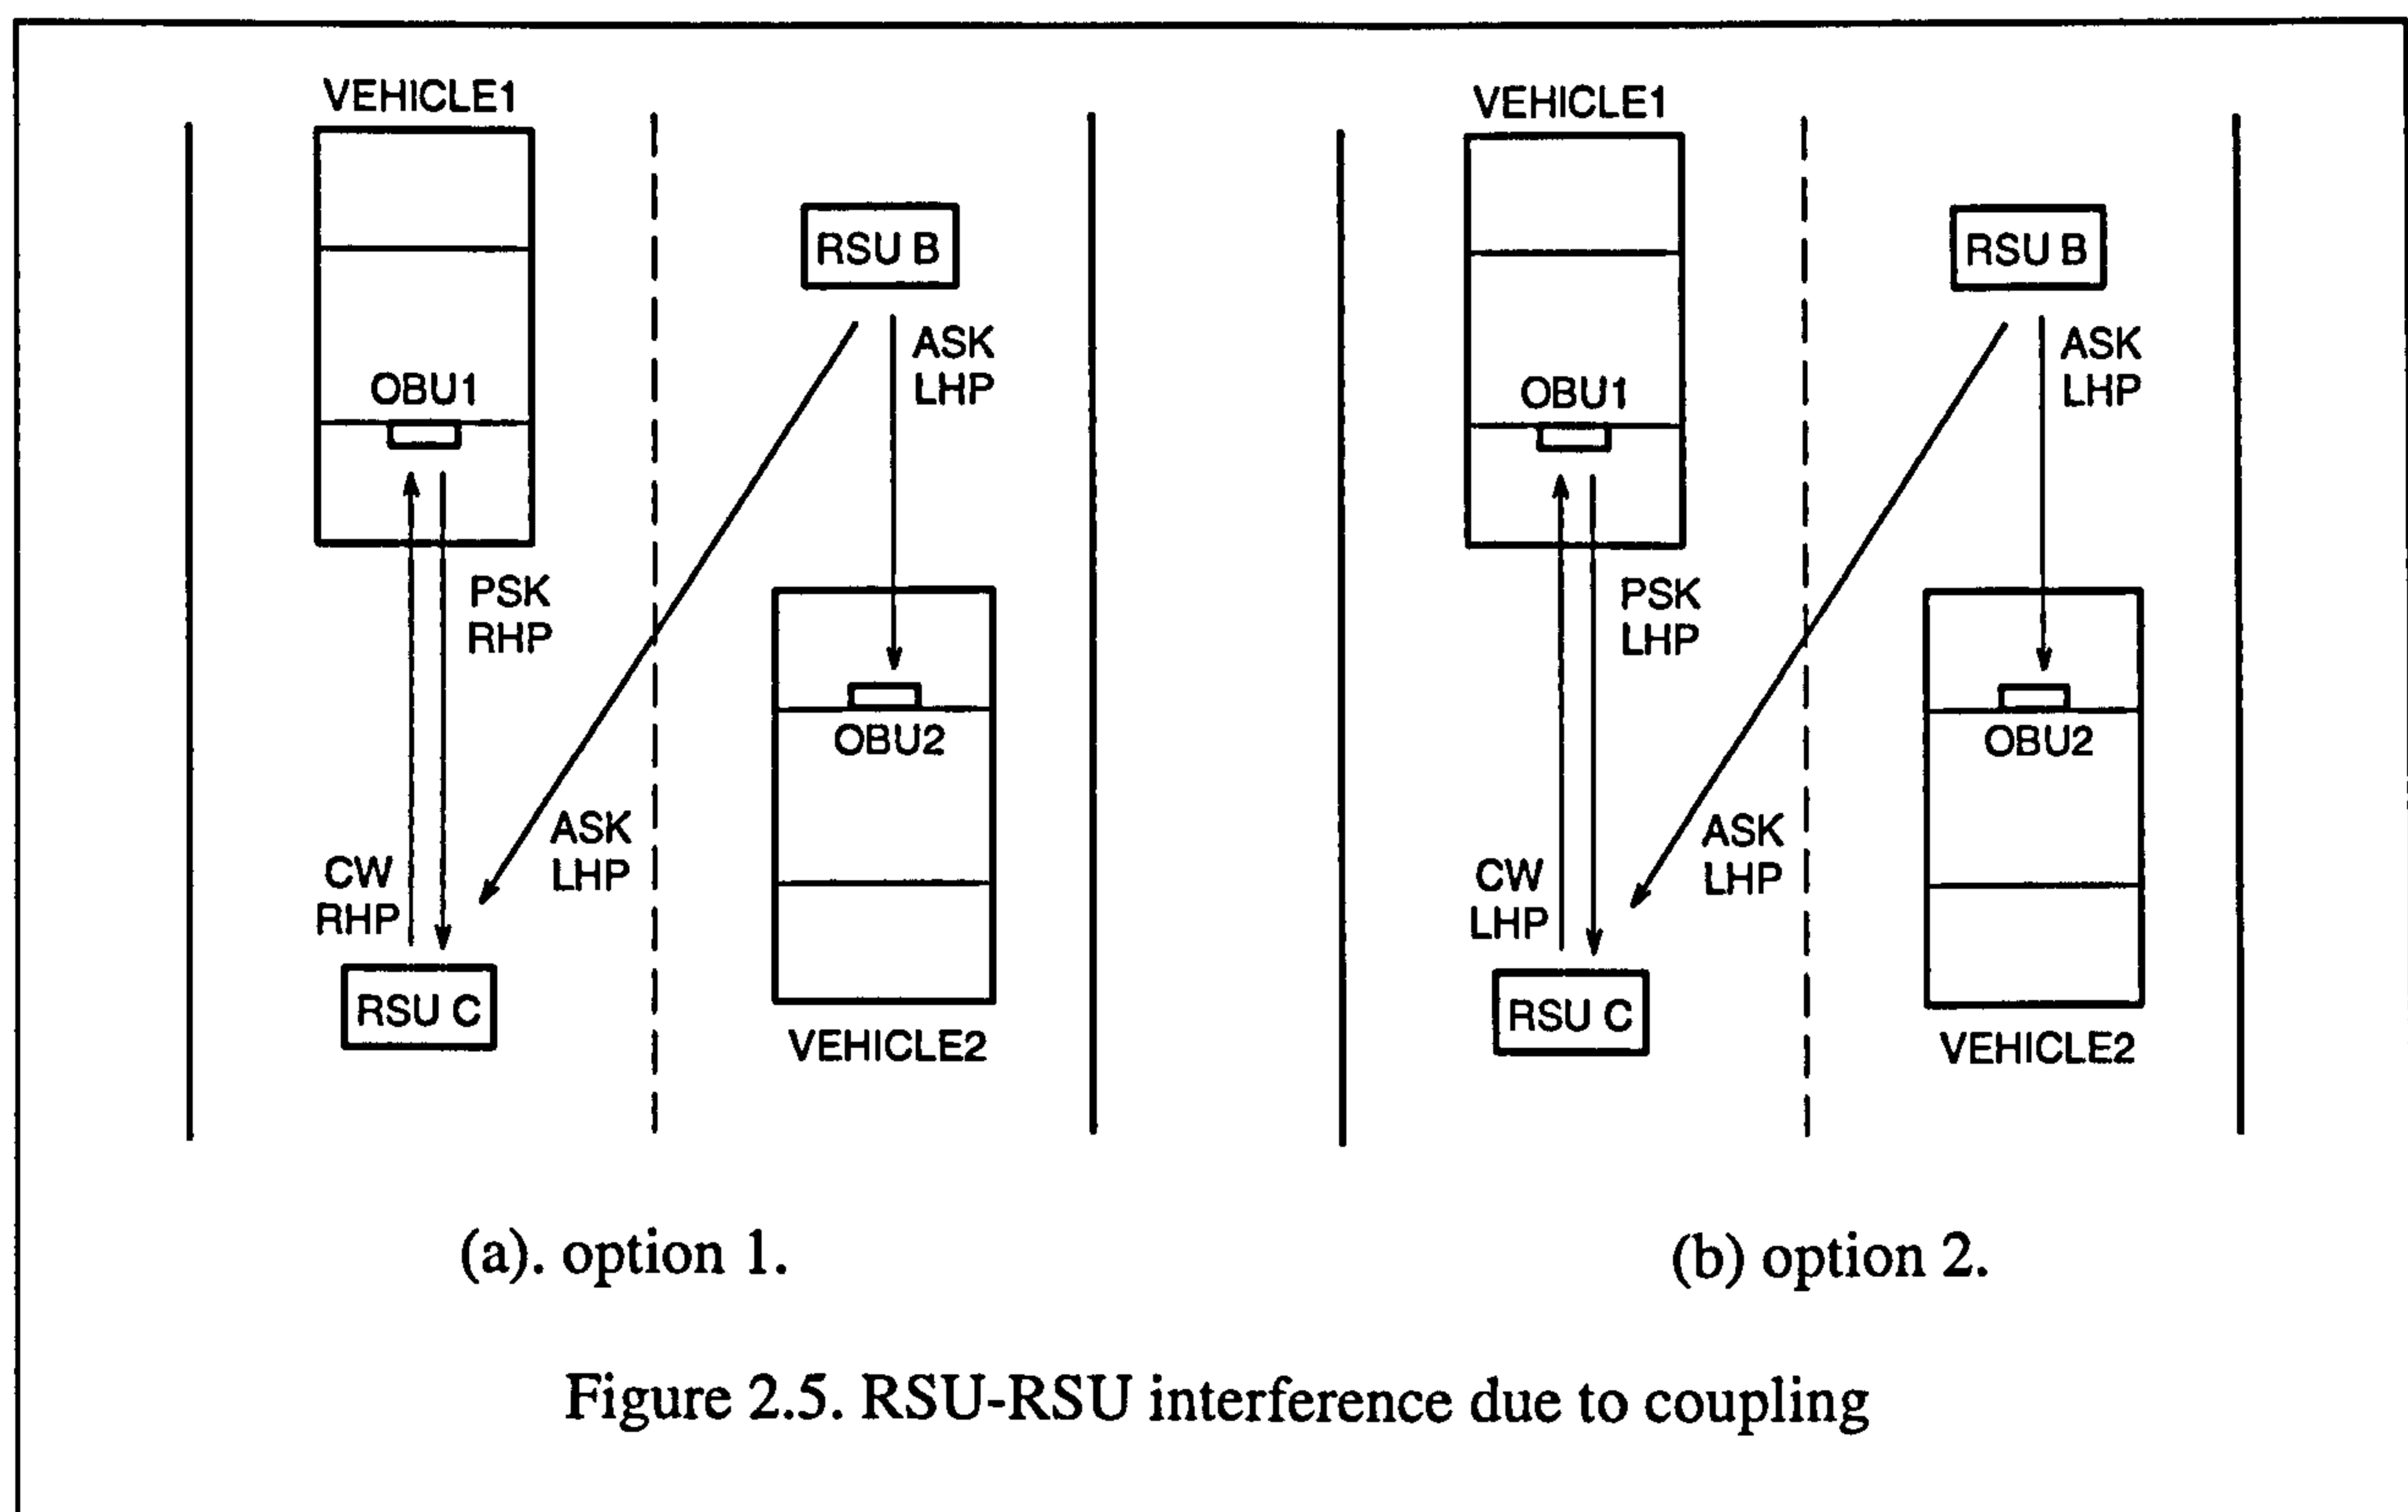 VEHICLE1
RSU B
ASK
LHP
OBU1
PSK
RHP
OBU2
ASK
LHP
CW
RHP
RSU C
VEHICLE2
(a). option 1.
VEHICLE1
RSU B
ASK
LHP
OBU1
PSK
LHP
OBU2
ASK
LHP
CW
LHP
RSU C
VEHICLE2
(b) option 2.
Figure 2.5. RSU-RSU interference due to coupling